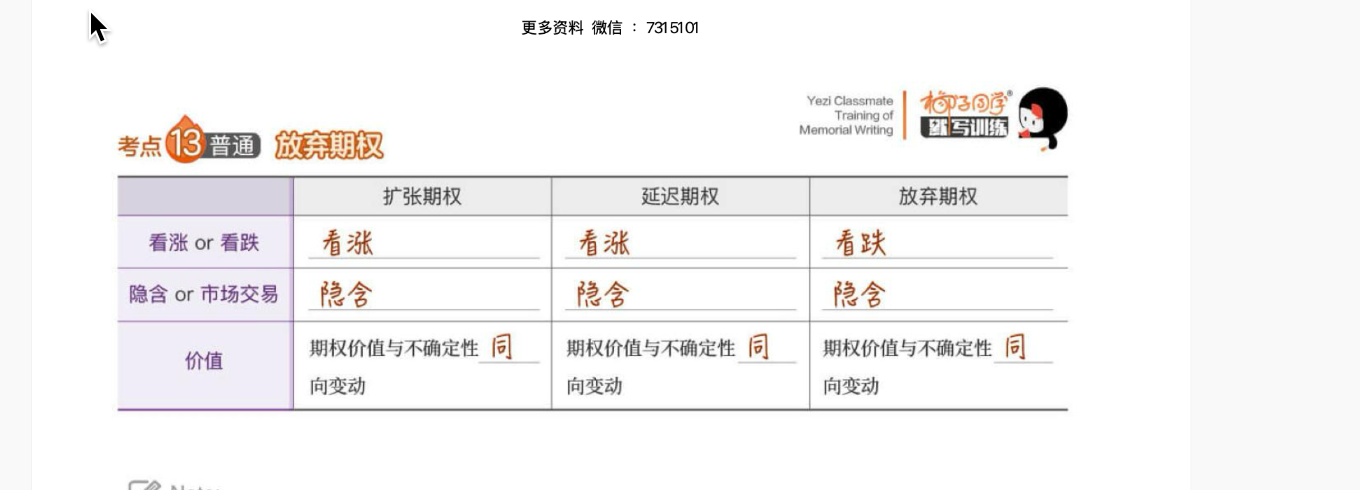 更多资料 微信 ： 7315101
Yezi Classmate
Training of
Memorial Writing
椰子同学®
默写训练
考点 13 普通 放弃期权
扩张期权 延迟期权 放弃期权
看涨 or 看跌 看涨 看涨 看跌
隐含 or 市场交易 隐含 隐含 隐含
价值 期权价值与不确定性 同 期权价值与不确定性 同 期权价值与不确定性 同
向变动 向变动 向变动